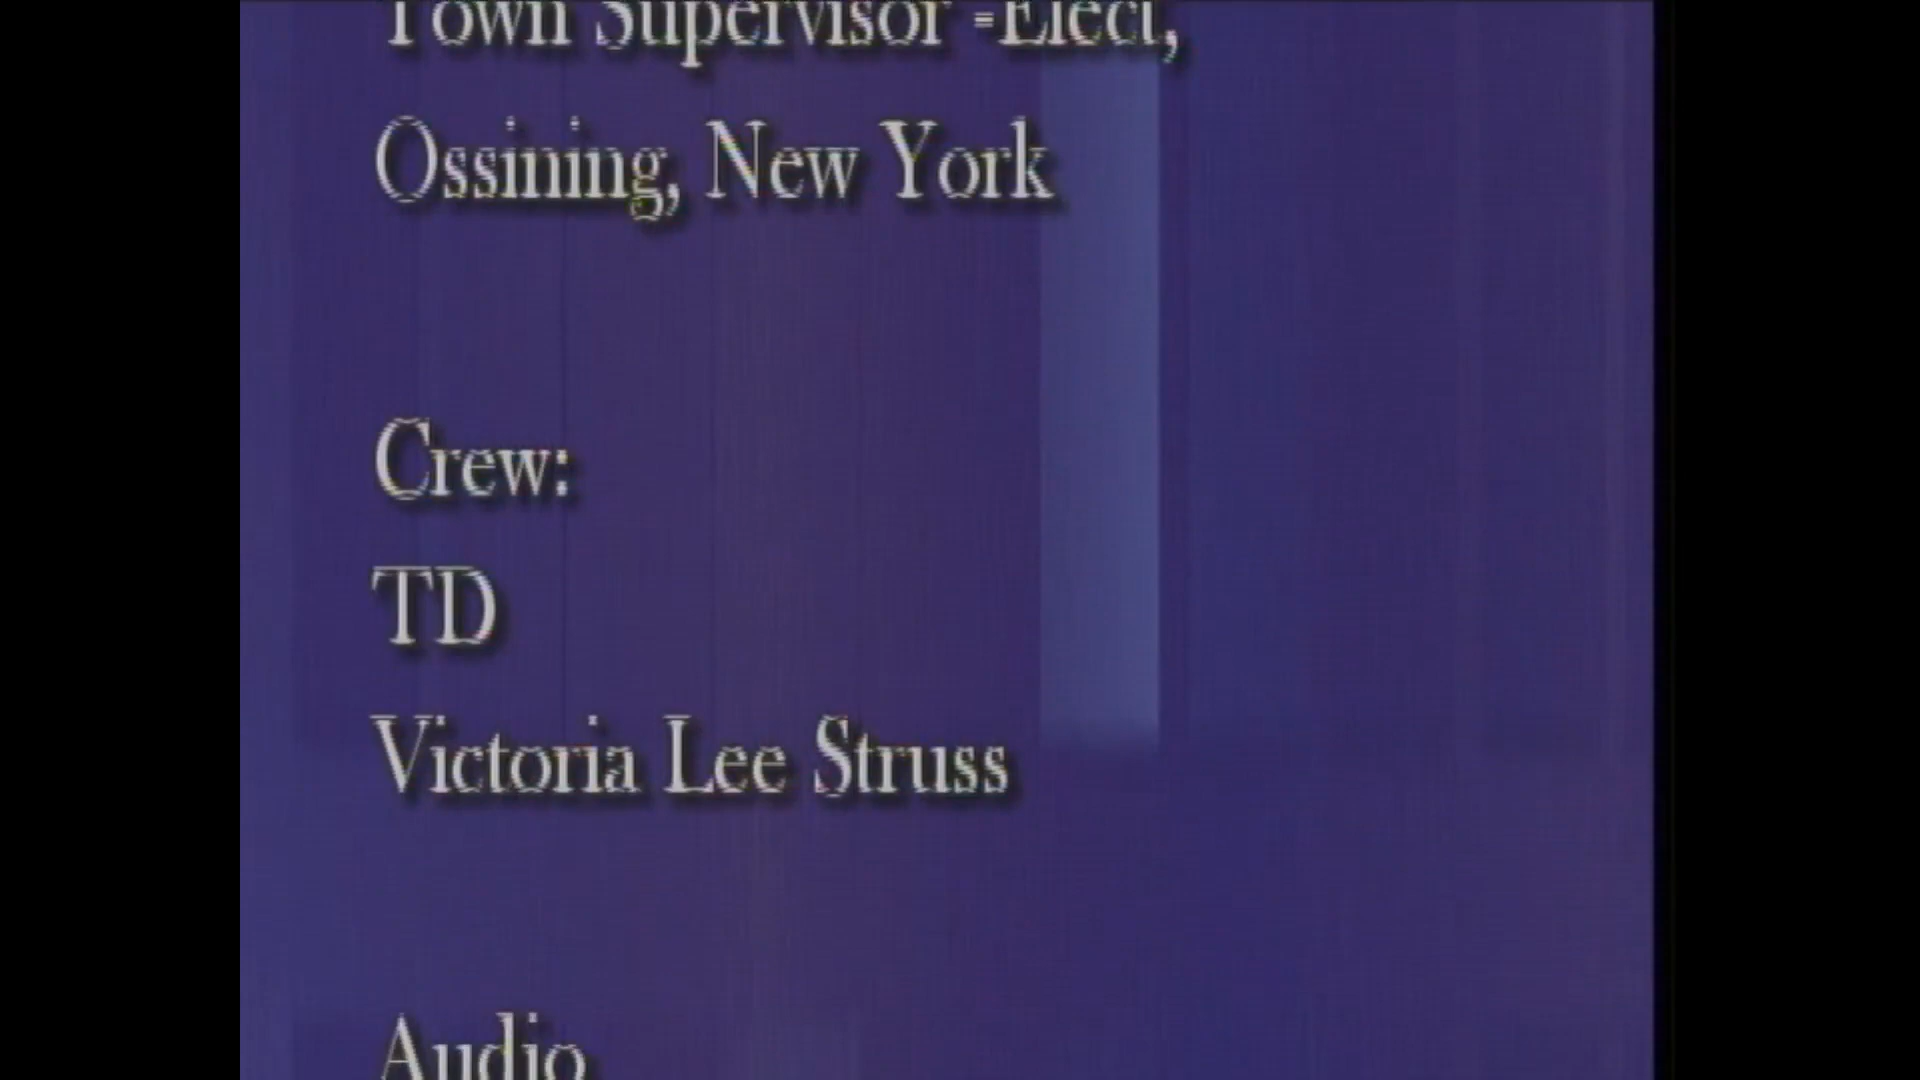 Town Supervisor -Elect,
Ossining, New York
Crew:
TD
Victoria Lee Struss
Audio